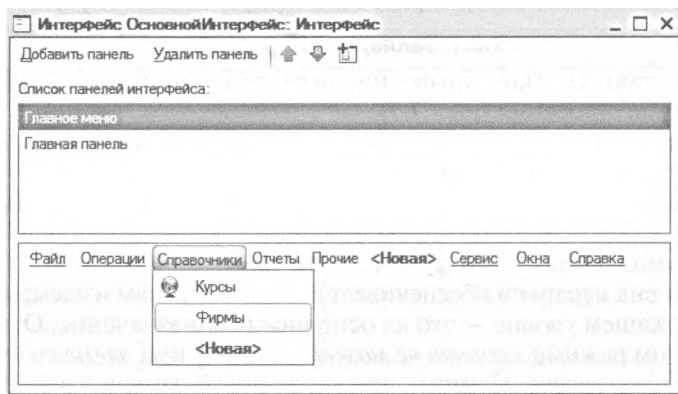 Интерфейс ОсновнойИнтерфейс: Интерфейс
Добавить панель Удалить панель
Список панелей интерфейса:
Главное меню
Главная панель
Файл Операции Справочники Отчеты Прочие <Новая> Сервис Окна Справка
Курсы
Фирмы
<Новая>